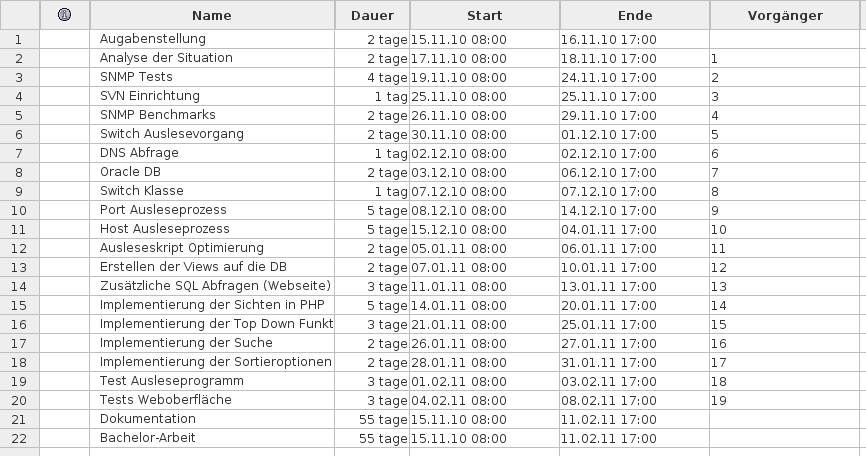 Name Dauer Start Ende Vorgänger
1 Augabenstellung 2 tage 15.11.10 08:00 16.11.10 17:00
2 Analyse der Situation 2 tage 17.11.10 08:00 18.11.10 17:00 1
3 SNMP Tests 4 tage 19.11.10 08:00 24.11.10 17:00 2
4 SVN Einrichtung 1 tag 25.11.10 08:00 25.11.10 17:00 3
5 SNMP Benchmarks 2 tage 26.11.10 08:00 29.11.10 17:00 4
6 Switch Auslesevorgang 2 tage 30.11.10 08:00 01.12.10 17:00 5
7 DNS Abfrage 1 tag 02.12.10 08:00 02.12.10 17:00 6
8 Oracle DB 2 tage 03.12.10 08:00 06.12.10 17:00 7
9 Switch Klasse 1 tag 07.12.10 08:00 07.12.10 17:00 8
10 Port Ausleseprozess 5 tage 08.12.10 08:00 14.12.10 17:00 9
11 Host Ausleseprozess 5 tage 15.12.10 08:00 04.01.11 17:00 10
12 Ausleseskript Optimierung 2 tage 05.01.11 08:00 06.01.11 17:00 11
13 Erstellen der Views auf die DB 2 tage 07.01.11 08:00 10.01.11 17:00 12
14 Zusätzliche SQL Abfragen (Webseite) 3 tage 11.01.11 08:00 13.01.11 17:00 13
15 Implementierung der Sichten in PHP 5 tage 14.01.11 08:00 20.01.11 17:00 14
16 Implementierung der Top Down Funkt 3 tage 21.01.11 08:00 25.01.11 17:00 15
17 Implementierung der Suche 2 tage 26.01.11 08:00 27.01.11 17:00 16
18 Implementierung der Sortieroptionen 2 tage 28.01.11 08:00 31.01.11 17:00 17
19 Test Ausleseprogramm 3 tage 01.02.11 08:00 03.02.11 17:00 18
20 Tests Weboberfläche 3 tage 04.02.11 08:00 08.02.11 17:00 19
21 Dokumentation 55 tage 15.11.10 08:00 11.02.11 17:00
22 Bachelor-Arbeit 55 tage 15.11.10 08:00 11.02.11 17:00